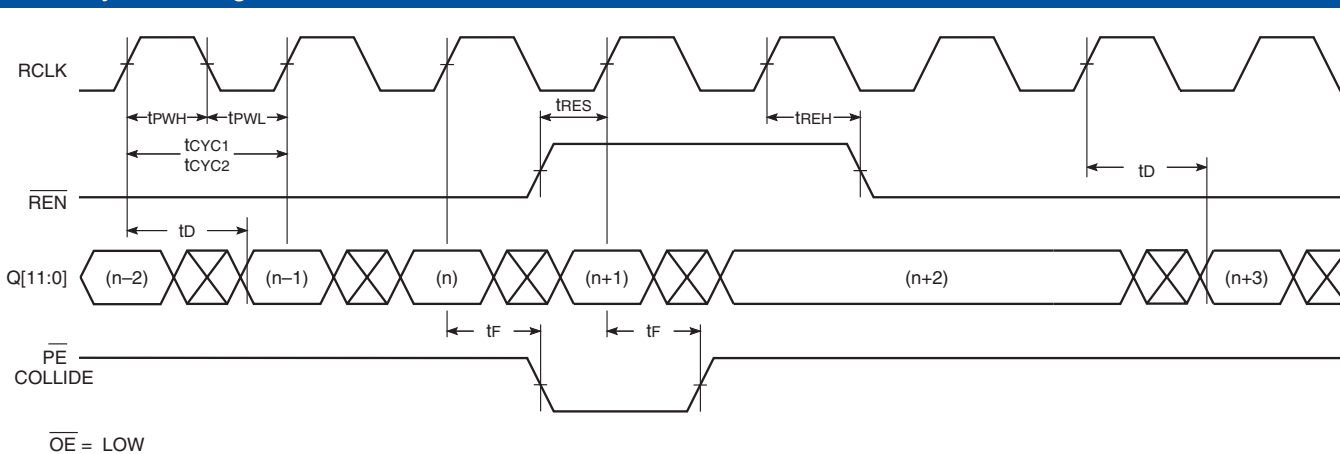 RCLK
tPWH
tPWL
tRES
tREH
tCYC1
tCYC2
tD
REN
tD
Q[11:0]
(n–2)
(n–1)
(n)
(n+1)
(n+2)
(n+3)
tF
tF
PE
COLLIDE
OE = LOW